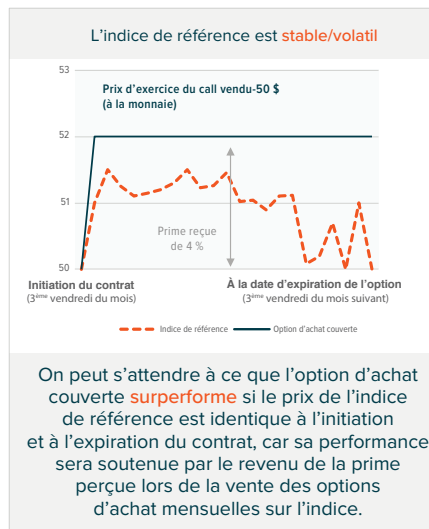 L'indice de référence est stable/volatil
53
Prix d'exercice du call vendu-50 $
(à la monnaie)
52
51
Prime reçue
de 4 %
50
Initiation du contrat
(3ème vendredi du mois)
À la date d'expiration de l'option
(3ème vendredi du mois suivant)
Indice de référence
Option d'achat couverte
On peut s'attendre à ce que l'option d'achat
couverte surperforme si le prix de l'indice
de référence est identique à l'initiation
et à l'expiration du contrat, car sa performance
sera soutenue par le revenu de la prime
perçue lors de la vente des options
d'achat mensuelles sur l'indice.